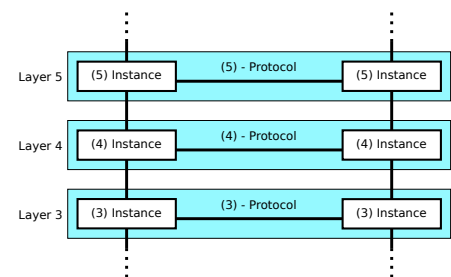 (5) - Protocol
Layer 5 (5) Instance (5) Instance
(4) - Protocol
Layer 4 (4) Instance (4) Instance
(3) - Protocol
Layer 3 (3) Instance (3) Instance